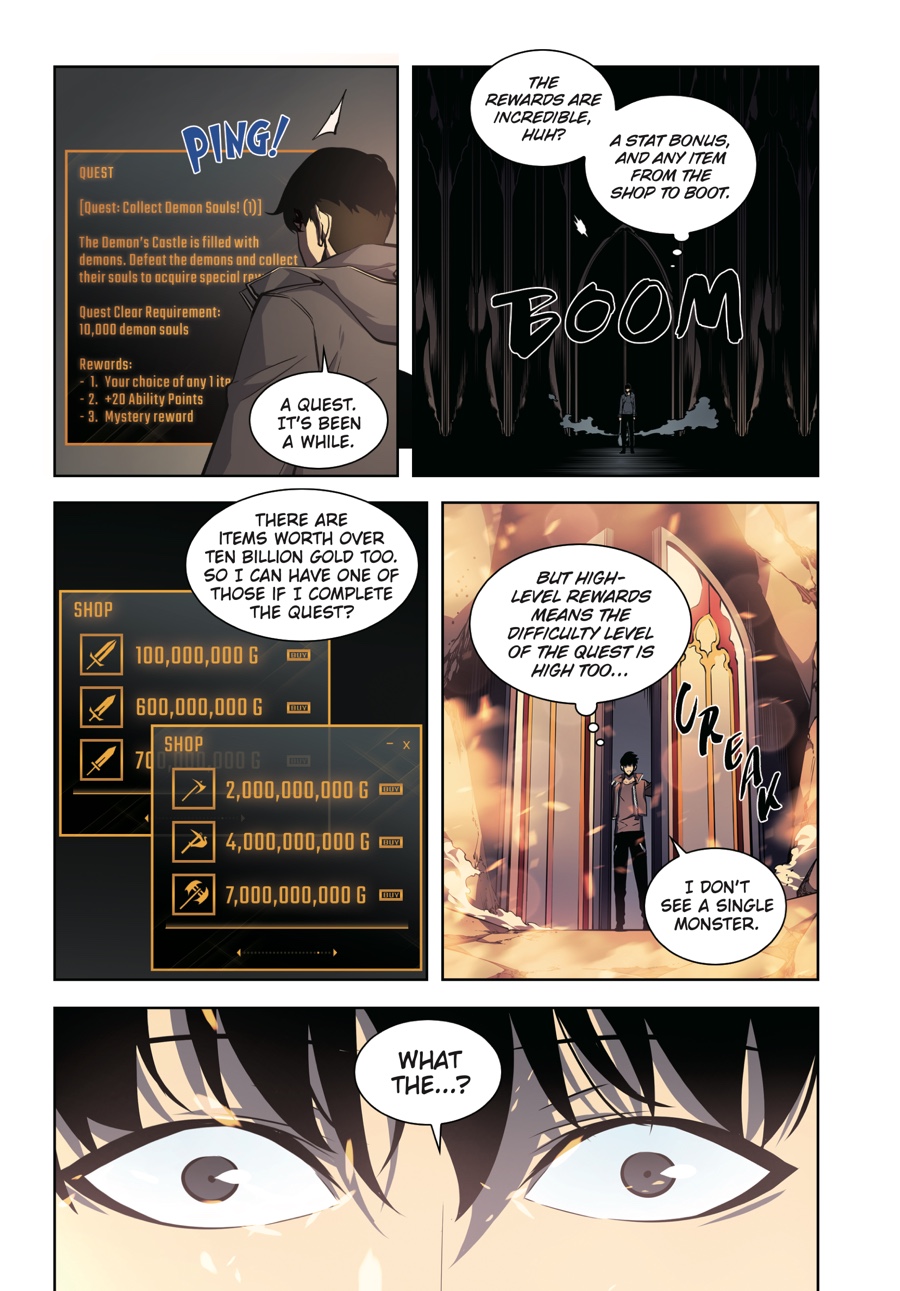 PING!
QUEST
[Quest: Collect Demon Souls! (1)]
The Demon's Castle is filled with
demons. Defeat the demons and collect
their souls to acquire special
Quest Clear Requirement:
10,000 demon souls
Rewards:
- 1. Your choice of any 1
- 2. +20 Ability Points
- 3. Mystery reward
A QUEST.
IT'S BEEN
A WHILE.
THE
REWARDS ARE
INCREDIBLE,
HUH?
A STAT BONUS,
AND ANY ITEM
FROM THE
SHOP TO BOOT.
BOOM
THERE ARE
ITEMS WORTH OVER
TEN BILLION GOLD TOO.
SO I CAN HAVE ONE OF
THOSE IF I COMPLETE
THE QUEST?
SHOP
100,000,000 G BUY
600,000,000 G BUY
SHOP - x
2,000,000,000 G BUY
4,000,000,000 G BUY
7,000,000,000 G BUY
BUT HIGH-
LEVEL REWARDS
MEANS THE
DIFFICULTY LEVEL
OF THE QUEST IS
HIGH TOO...
CREAK
I DON'T
SEE A SINGLE
MONSTER.
WHAT
THE...?